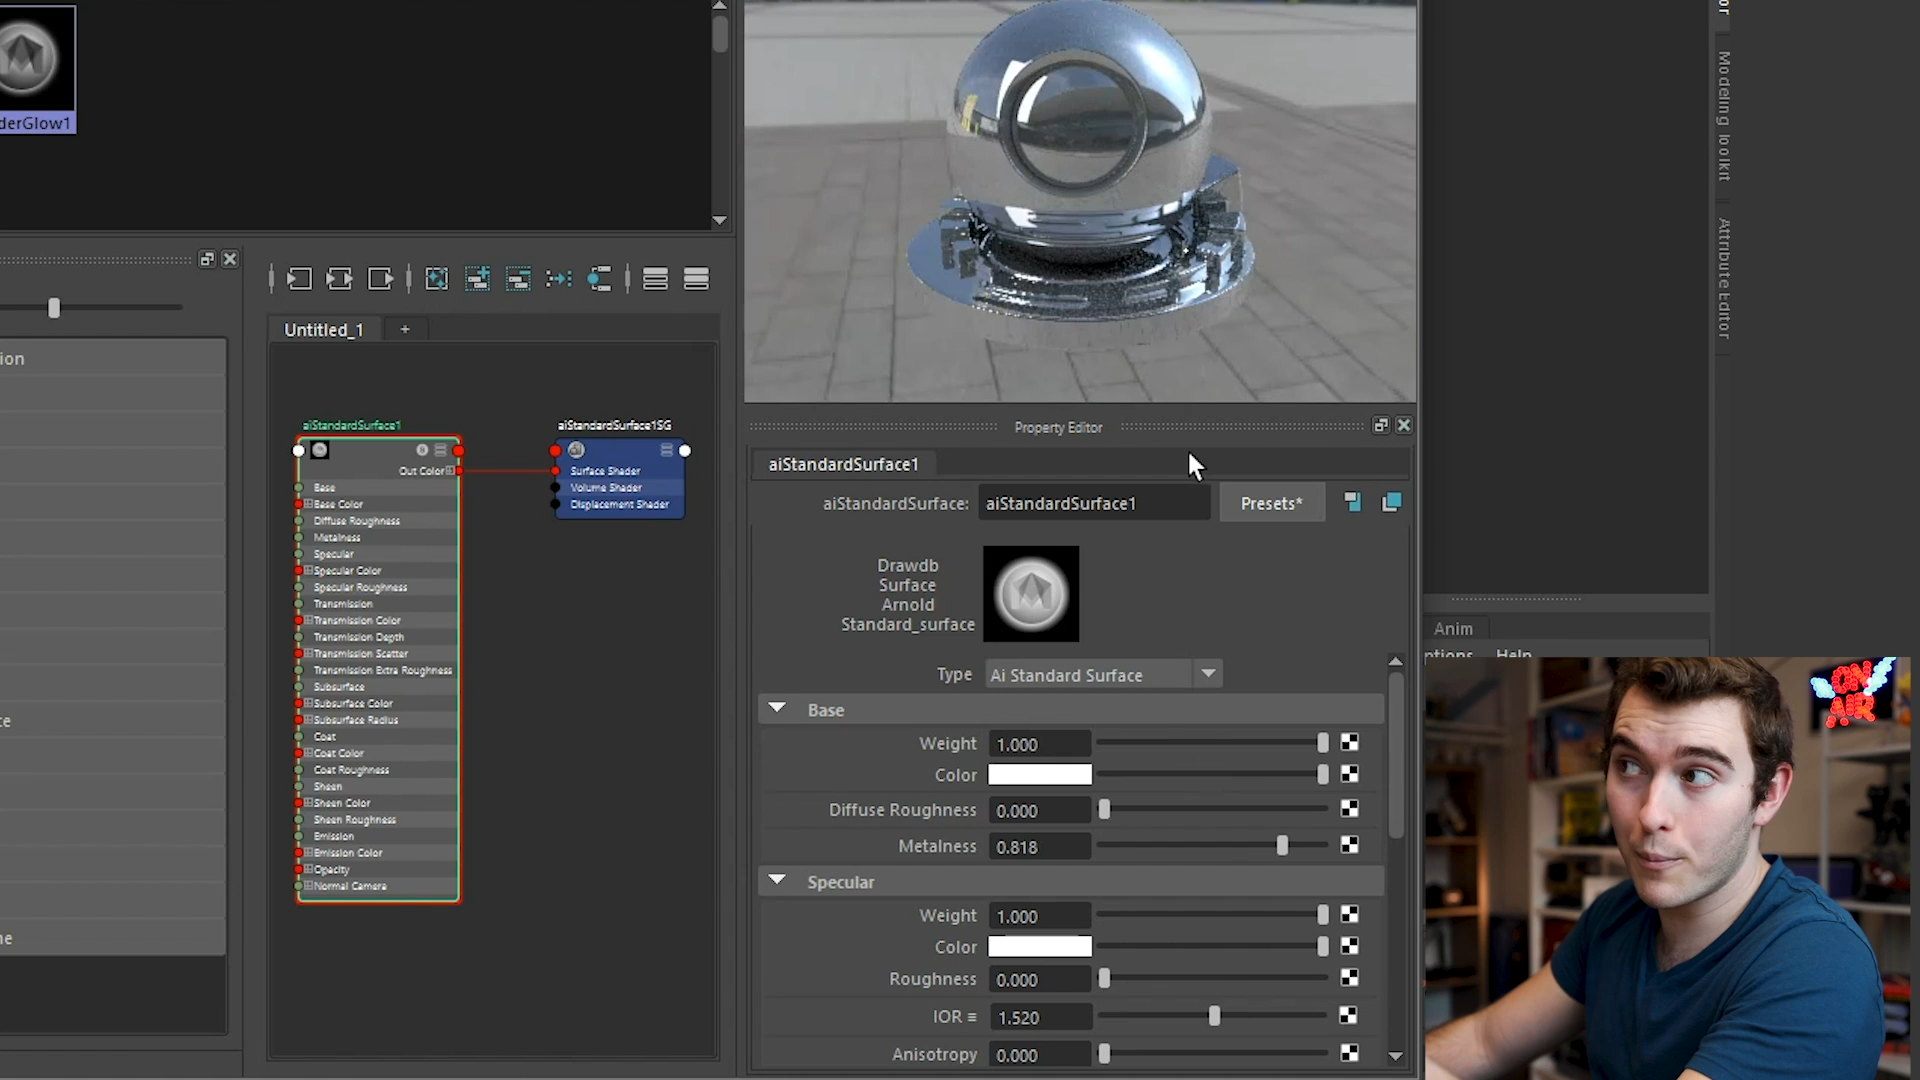 derGlow1
or
Modeling Toolkit
Attribute Editor
ion
ce
ne
Untitled_1
+
aiStandardSurface1
Out Color
Base
Base Color
Diffuse Roughness
Metalness
Specular
Specular Color
Specular Roughness
Transmission
Transmission Color
Transmission Depth
Transmission Scatter
Transmission Extra Roughness
Subsurface
Subsurface Color
Subsurface Radius
Coat
Coat Color
Coat Roughness
Sheen
Sheen Color
Sheen Roughness
Emission
Emission Color
Opacity
Normal Camera
aiStandardSurface1SG
Surface Shader
Volume Shader
Displacement Shader
Property Editor
aiStandardSurface1
aiStandardSurface: aiStandardSurface1 Presets*
Drawdb
Surface
Arnold
Standard_surface
Type Ai Standard Surface
Base
Weight 1.000
Color
Diffuse Roughness 0.000
Metalness 0.818
Specular
Weight 1.000
Color
Roughness 0.000
IOR 1.520
Anisotropy 0.000
Anim
ptions Help
ON
AIR